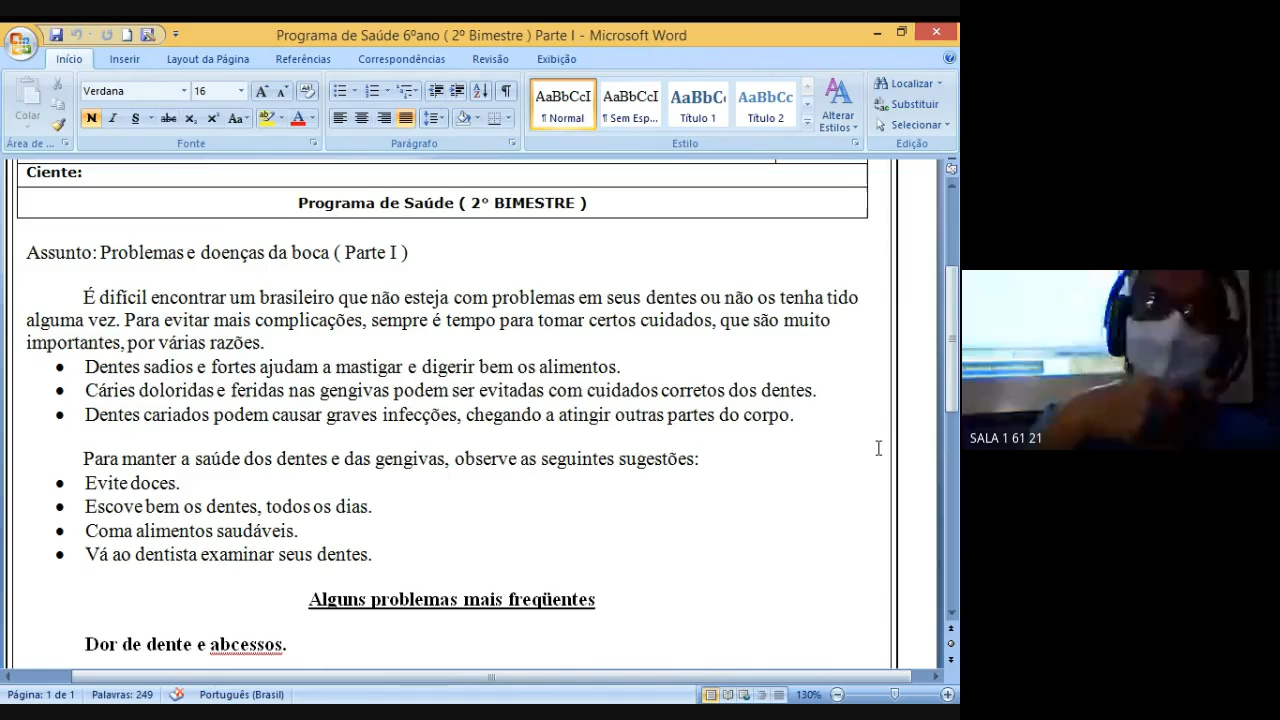 Programa de Saúde 6ºano ( 2º Bimestre ) Parte I - Microsoft Word
Início Inserir Layout da Página Referências Correspondências Revisão Exibição
Verdana 16
Colar
N I S abc x₂ x² Aa
AaBbCcI AaBbCcI AaBbC AaBbCc
¶ Normal ¶ Sem Esp... Título 1 Título 2
Alterar
Estilos
Localizar
Substituir
Selecionar
Área de ... Fonte Parágrafo Estilo Edição
Ciente:
Programa de Saúde ( 2° BIMESTRE )
Assunto: Problemas e doenças da boca ( Parte I )
É difícil encontrar um brasileiro que não esteja com problemas em seus dentes ou não os tenha tido
alguma vez. Para evitar mais complicações, sempre é tempo para tomar certos cuidados, que são muito
importantes, por várias razões.
• Dentes sadios e fortes ajudam a mastigar e digerir bem os alimentos.
• Cáries doloridas e feridas nas gengivas podem ser evitadas com cuidados corretos dos dentes.
• Dentes cariados podem causar graves infecções, chegando a atingir outras partes do corpo.
Para manter a saúde dos dentes e das gengivas, observe as seguintes sugestões:
• Evite doces.
• Escove bem os dentes, todos os dias.
• Coma alimentos saudáveis.
• Vá ao dentista examinar seus dentes.
Alguns problemas mais freqüentes
Dor de dente e abcessos.
Página: 1 de 1 Palavras: 249 Português (Brasil) 130%
SALA 1 61 21